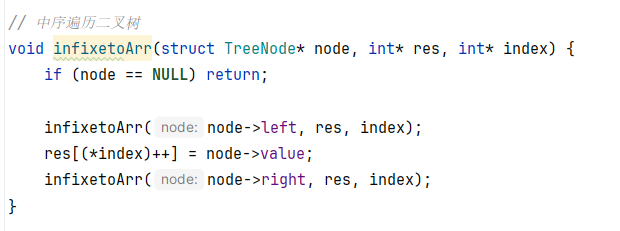 // 中序遍历二叉树
void infixetoArr(struct TreeNode* node, int* res, int* index) {
    if (node == NULL) return;
    infixetoArr( node: node->left, res, index);
    res[(*index)++] = node->value;
    infixetoArr( node: node->right, res, index);
}